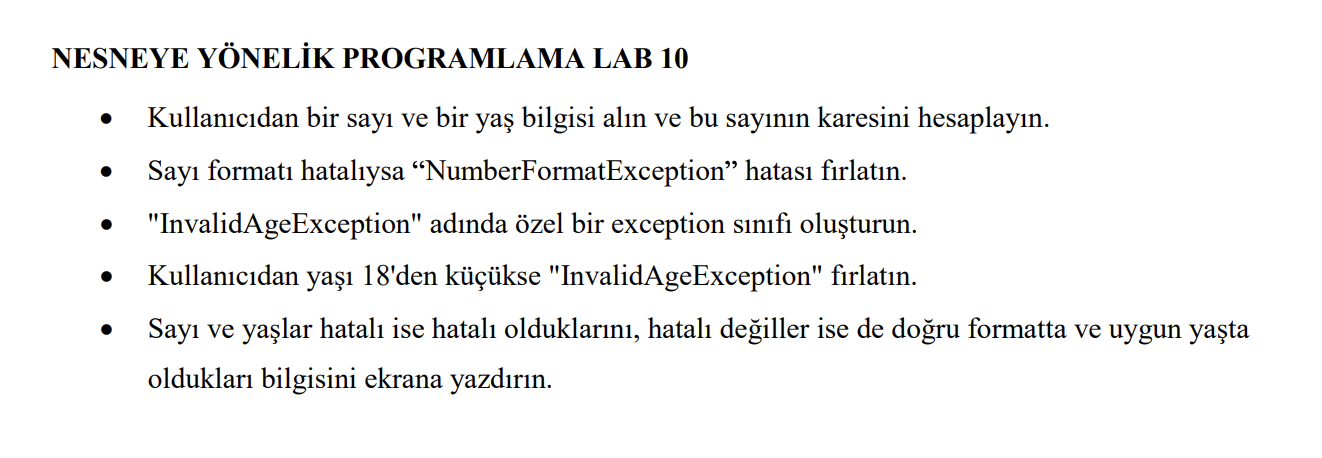 NESNEYE YÖNELİK PROGRAMLAMA LAB 10
• Kullanıcıdan bir sayı ve bir yaş bilgisi alın ve bu sayının karesini hesaplayın.
• Sayı formatı hatalıysa “NumberFormatException” hatası fırlatın.
• "InvalidAgeException" adında özel bir exception sınıfı oluşturun.
• Kullanıcıdan yaşı 18'den küçükse "InvalidAgeException" fırlatın.
• Sayı ve yaşlar hatalı ise hatalı olduklarını, hatalı değiller ise de doğru formatta ve uygun yaşta
oldukları bilgisini ekrana yazdırın.